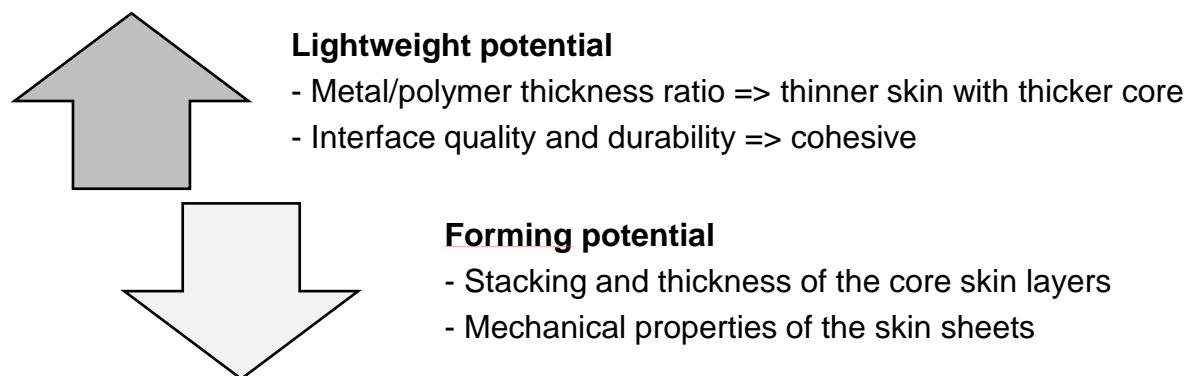 Lightweight potential
- Metal/polymer thickness ratio => thinner skin with thicker core
- Interface quality and durability => cohesive
Forming potential
- Stacking and thickness of the core skin layers
- Mechanical properties of the skin sheets